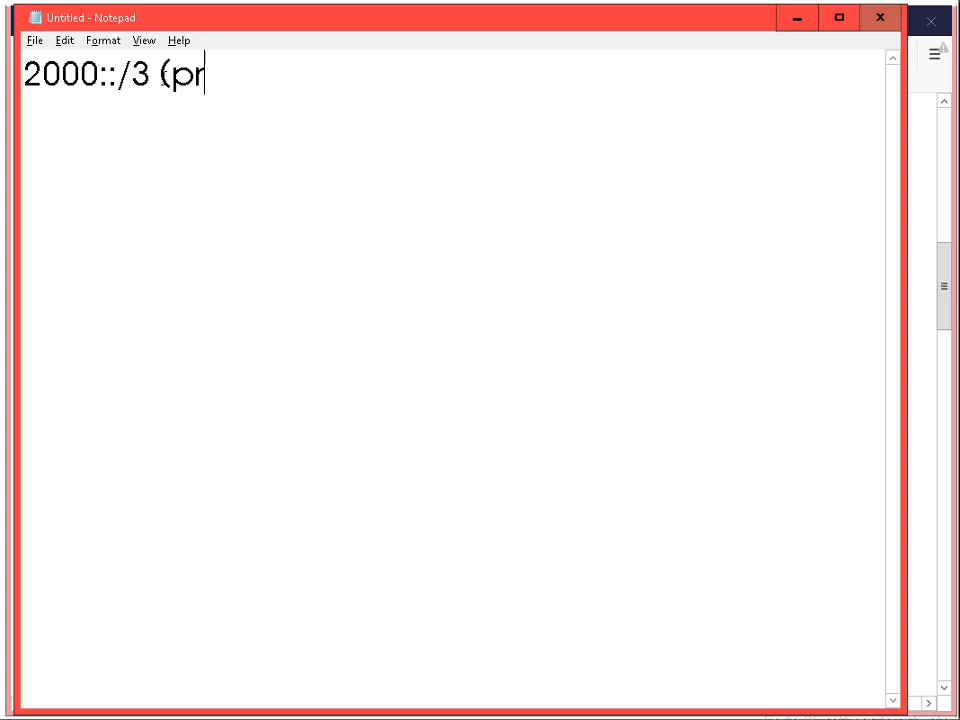 Untitled - Notepad
File Edit Format View Help
2000::/3 (pr